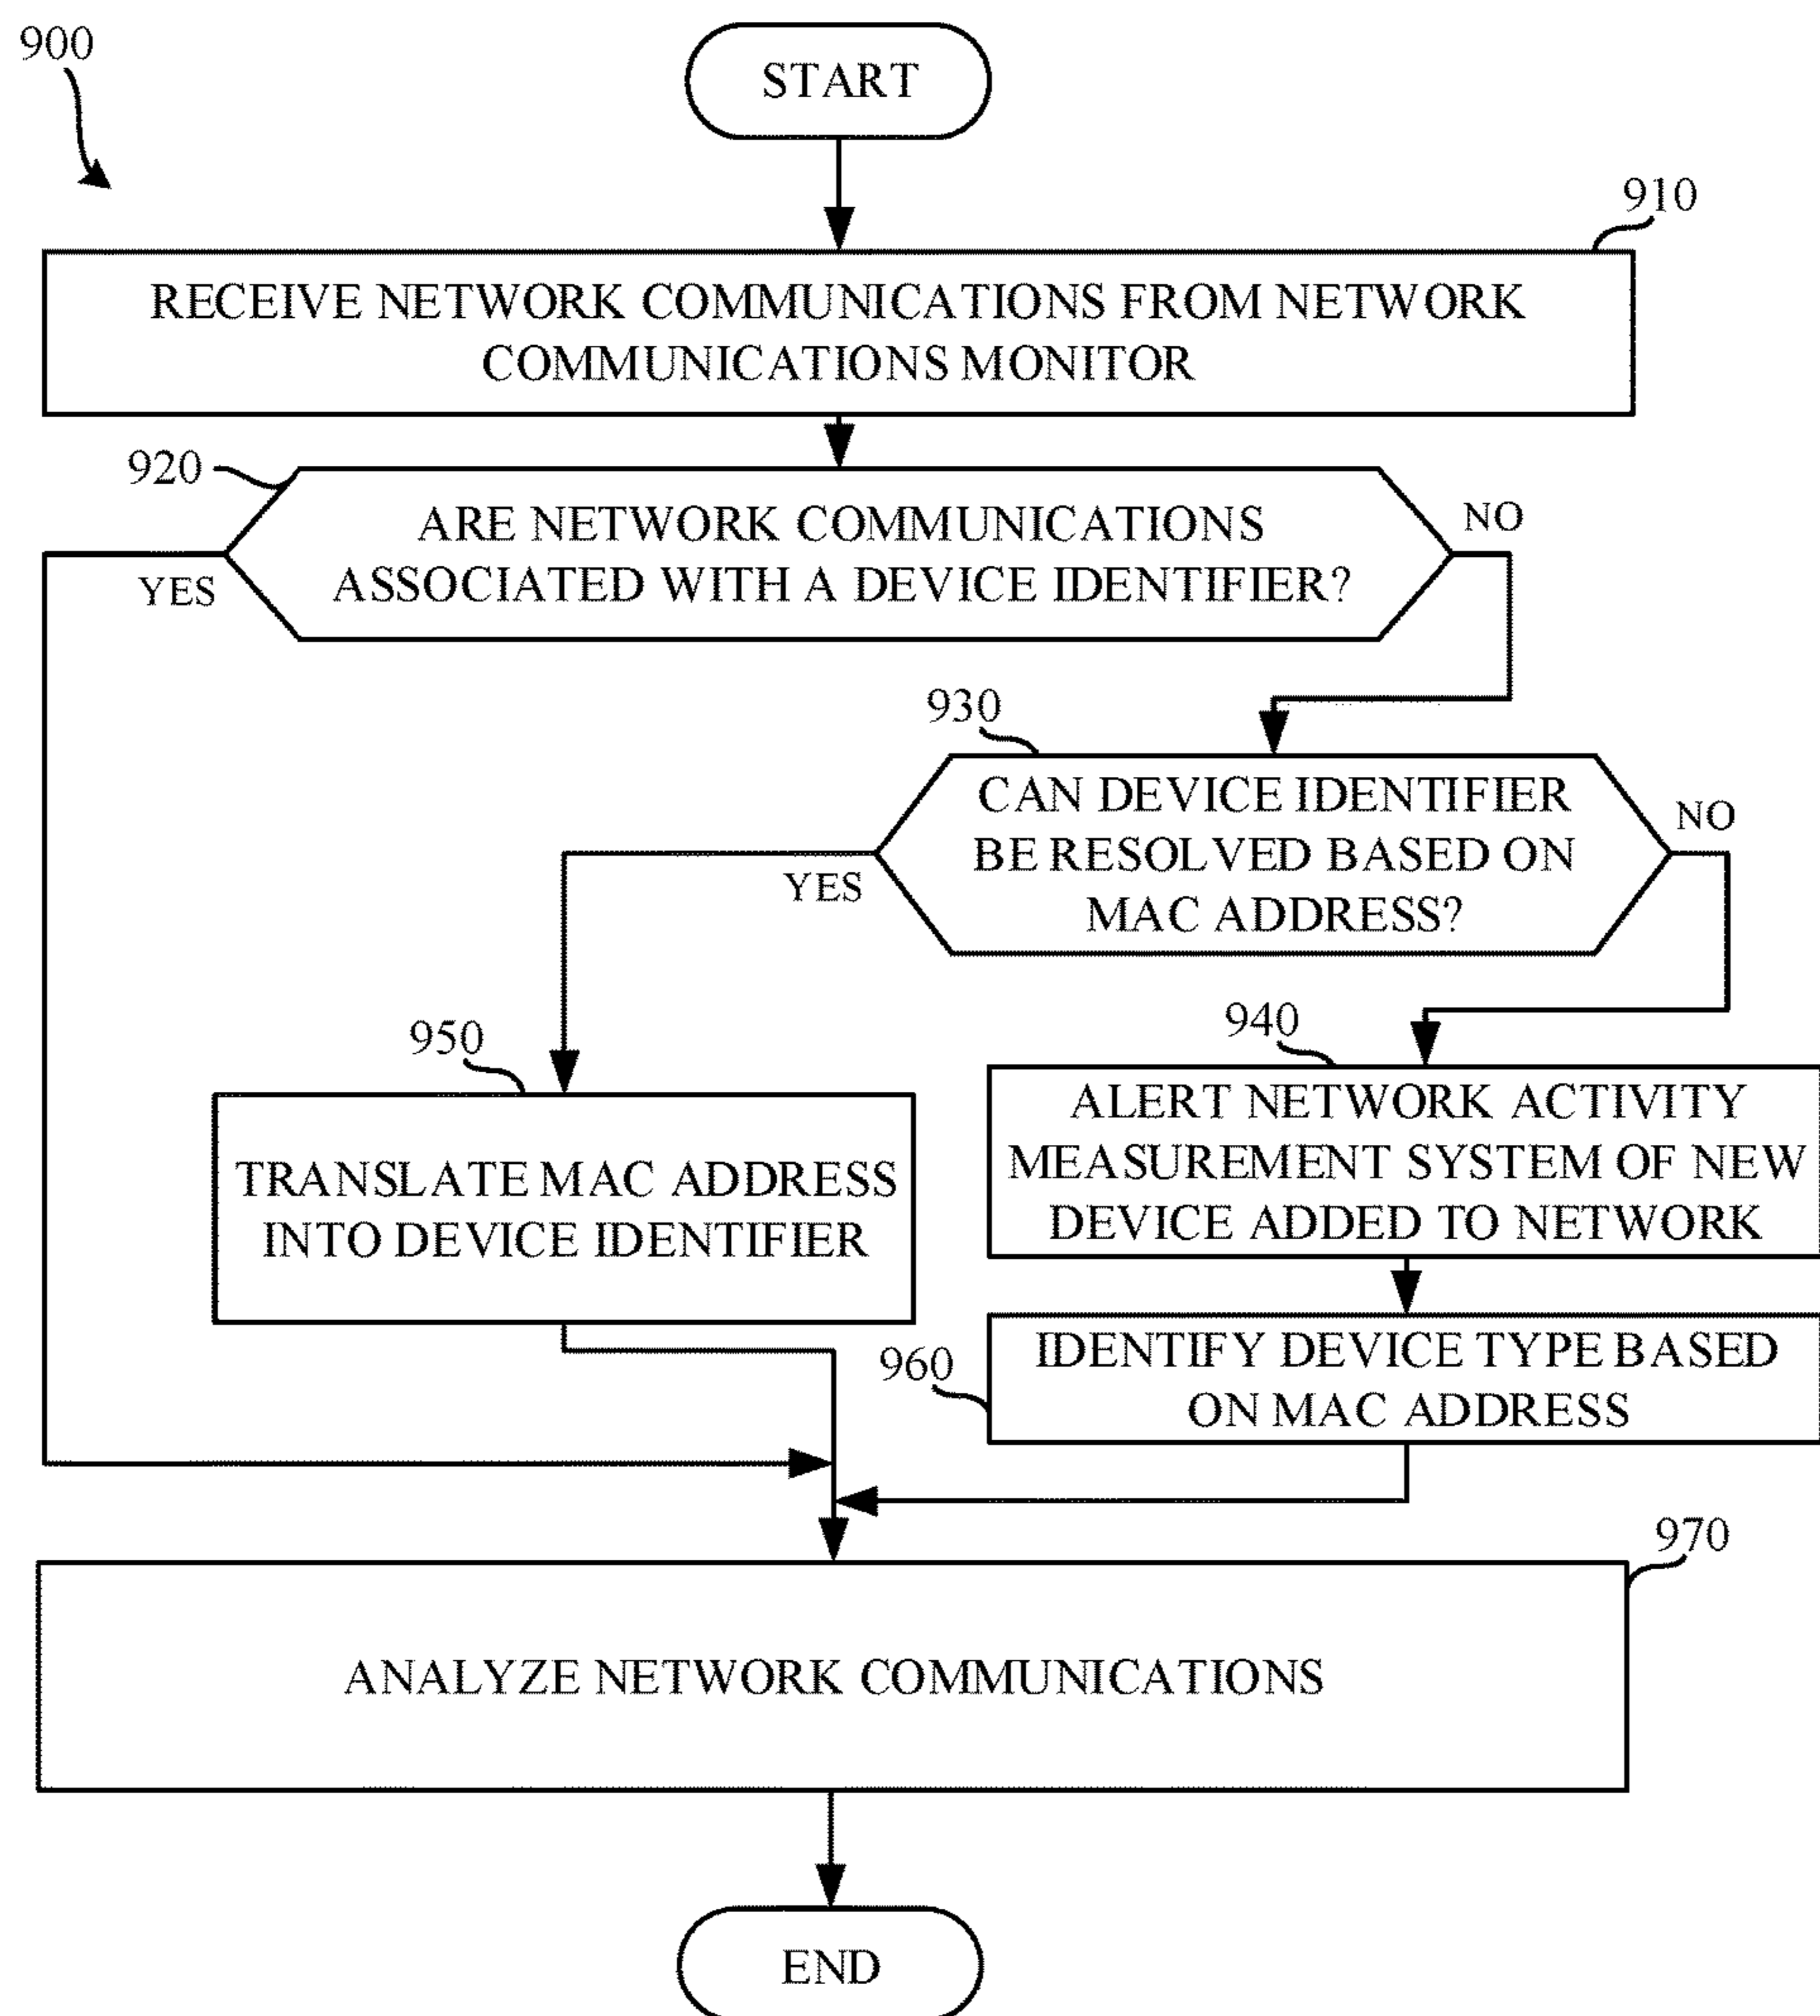 900
START
910
RECEIVE NETWORK COMMUNICATIONS FROM NETWORK
COMMUNICATIONS MONITOR
920
ARE NETWORK COMMUNICATIONS
ASSOCIATED WITH A DEVICE IDENTIFIER?
NO
YES
930
CAN DEVICE IDENTIFIER
BE RESOLVED BASED ON
MAC ADDRESS?
NO
YES
940
950
ALERT NETWORK ACTIVITY
MEASUREMENT SYSTEM OF NEW
DEVICE ADDED TO NETWORK
TRANSLATE MAC ADDRESS
INTO DEVICE IDENTIFIER
960
IDENTIFY DEVICE TYPE BASED
ON MAC ADDRESS
970
ANALYZE NETWORK COMMUNICATIONS
END